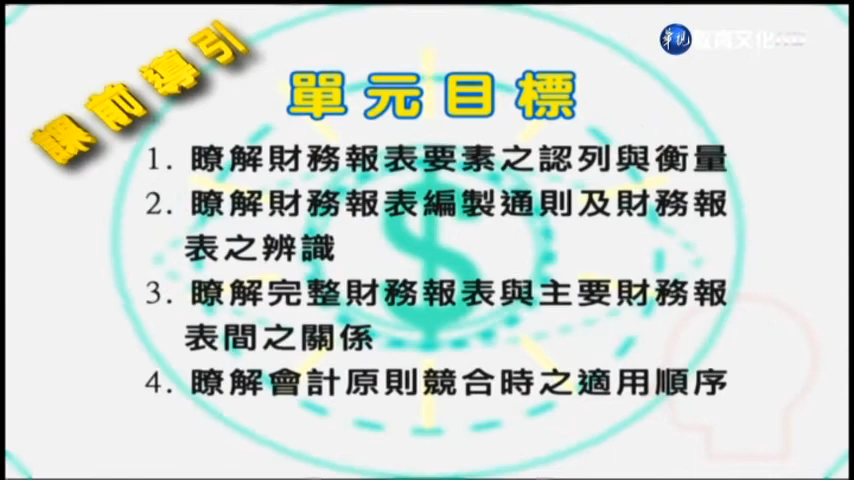 課前導引
華視 教育文化
單元目標
1. 瞭解財務報表要素之認列與衡量
2. 瞭解財務報表編製通則及財務報
表之辨識
3. 瞭解完整財務報表與主要財務報
表間之關係
4. 瞭解會計原則競合時之適用順序